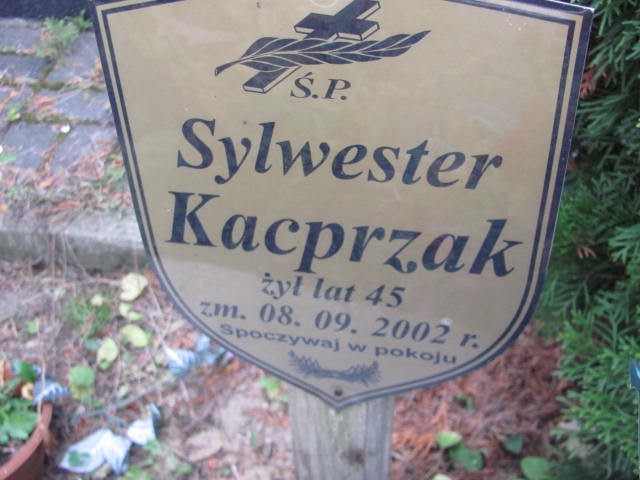 Ś.P.
Sylwester
Kacprzak
żył lat 45
zm. 08. 09. 2002 r.
Spoczywaj w pokoju